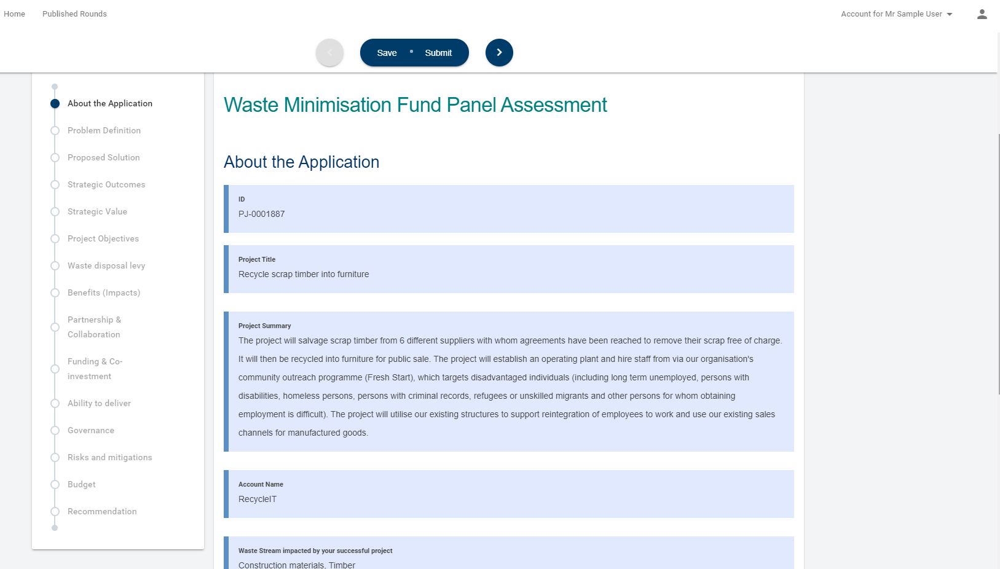 Home
Published Rounds
Account for Mr Sample User
Save • Submit
About the Application
Problem Definition
Proposed Solution
Strategic Outcomes
Strategic Value
Project Objectives
Waste disposal levy
Benefits (Impacts)
Partnership &
Collaboration
Funding & Co-
investment
Ability to deliver
Governance
Risks and mitigations
Budget
Recommendation
Waste Minimisation Fund Panel Assessment
About the Application
ID
PJ-0001887
Project Title
Recycle scrap timber into furniture
Project Summary
The project will salvage scrap timber from 6 different suppliers with whom agreements have been reached to remove their scrap free of charge.
It will then be recycled into furniture for public sale. The project will establish an operating plant and hire staff from via our organisation's
community outreach programme (Fresh Start), which targets disadvantaged individuals (including long term unemployed, persons with
disabilities, homeless persons, persons with criminal records, refugees or unskilled migrants and other persons for whom obtaining
employment is difficult). The project will utilise our existing structures to support reintegration of employees to work and use our existing sales
channels for manufactured goods.
Account Name
RecycleIT
Waste Stream impacted by your successful project
Construction materials, Timber